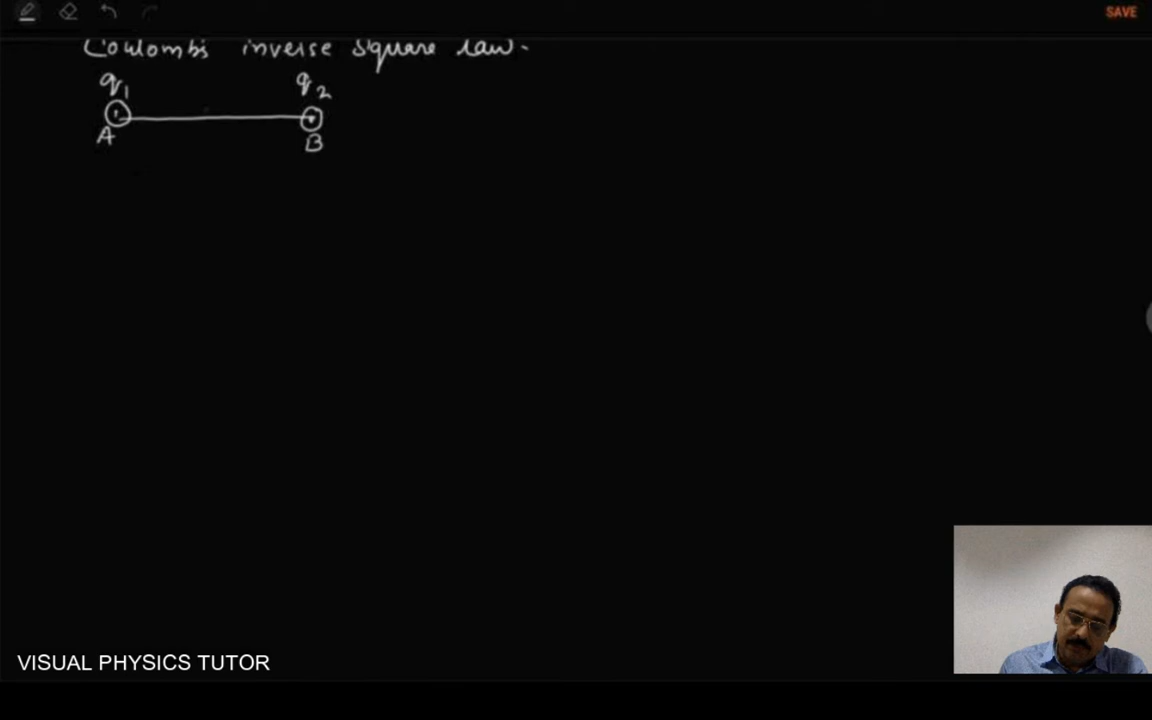 SAVE
Coulomb's inverse square law.
q1 q2
A B
VISUAL PHYSICS TUTOR